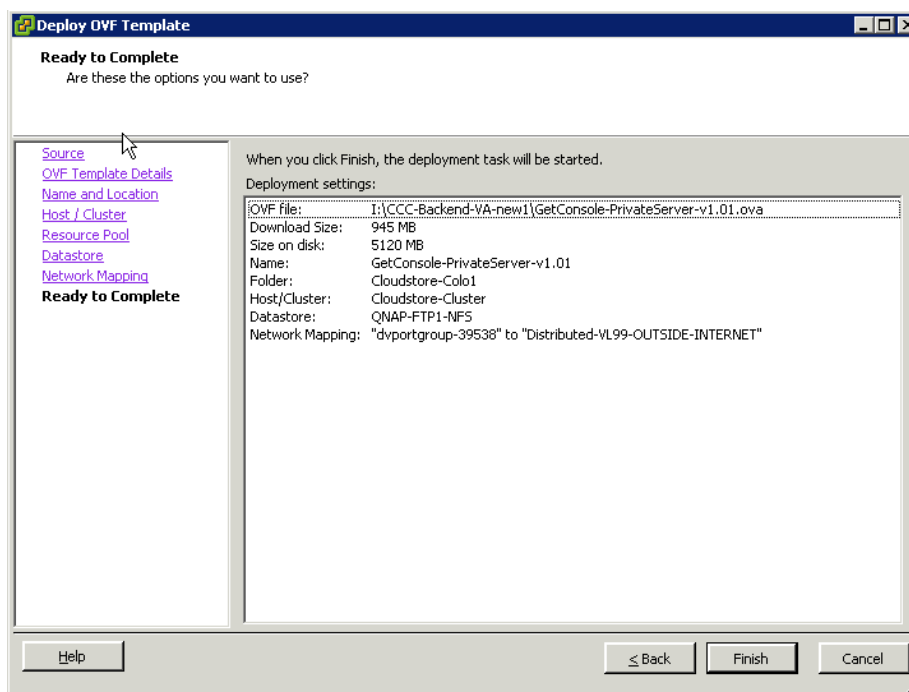 Deploy OVF Template
Ready to Complete
Are these the options you want to use?
Source
OVF Template Details
Name and Location
Host / Cluster
Resource Pool
Datastore
Network Mapping
Ready to Complete
When you click Finish, the deployment task will be started.
Deployment settings:
OVF file: I:\CCC-Backend-VA-new1\GetConsole-PrivateServer-v1.01.ova
Download Size: 945 MB
Size on disk: 5120 MB
Name: GetConsole-PrivateServer-v1.01
Folder: Cloudstore-Colo1
Host/Cluster: Cloudstore-Cluster
Datastore: QNAP-FTP1-NFS
Network Mapping: "dvportgroup-39538" to "Distributed-VL99-OUTSIDE-INTERNET"
Help
≤ Back
Finish
Cancel